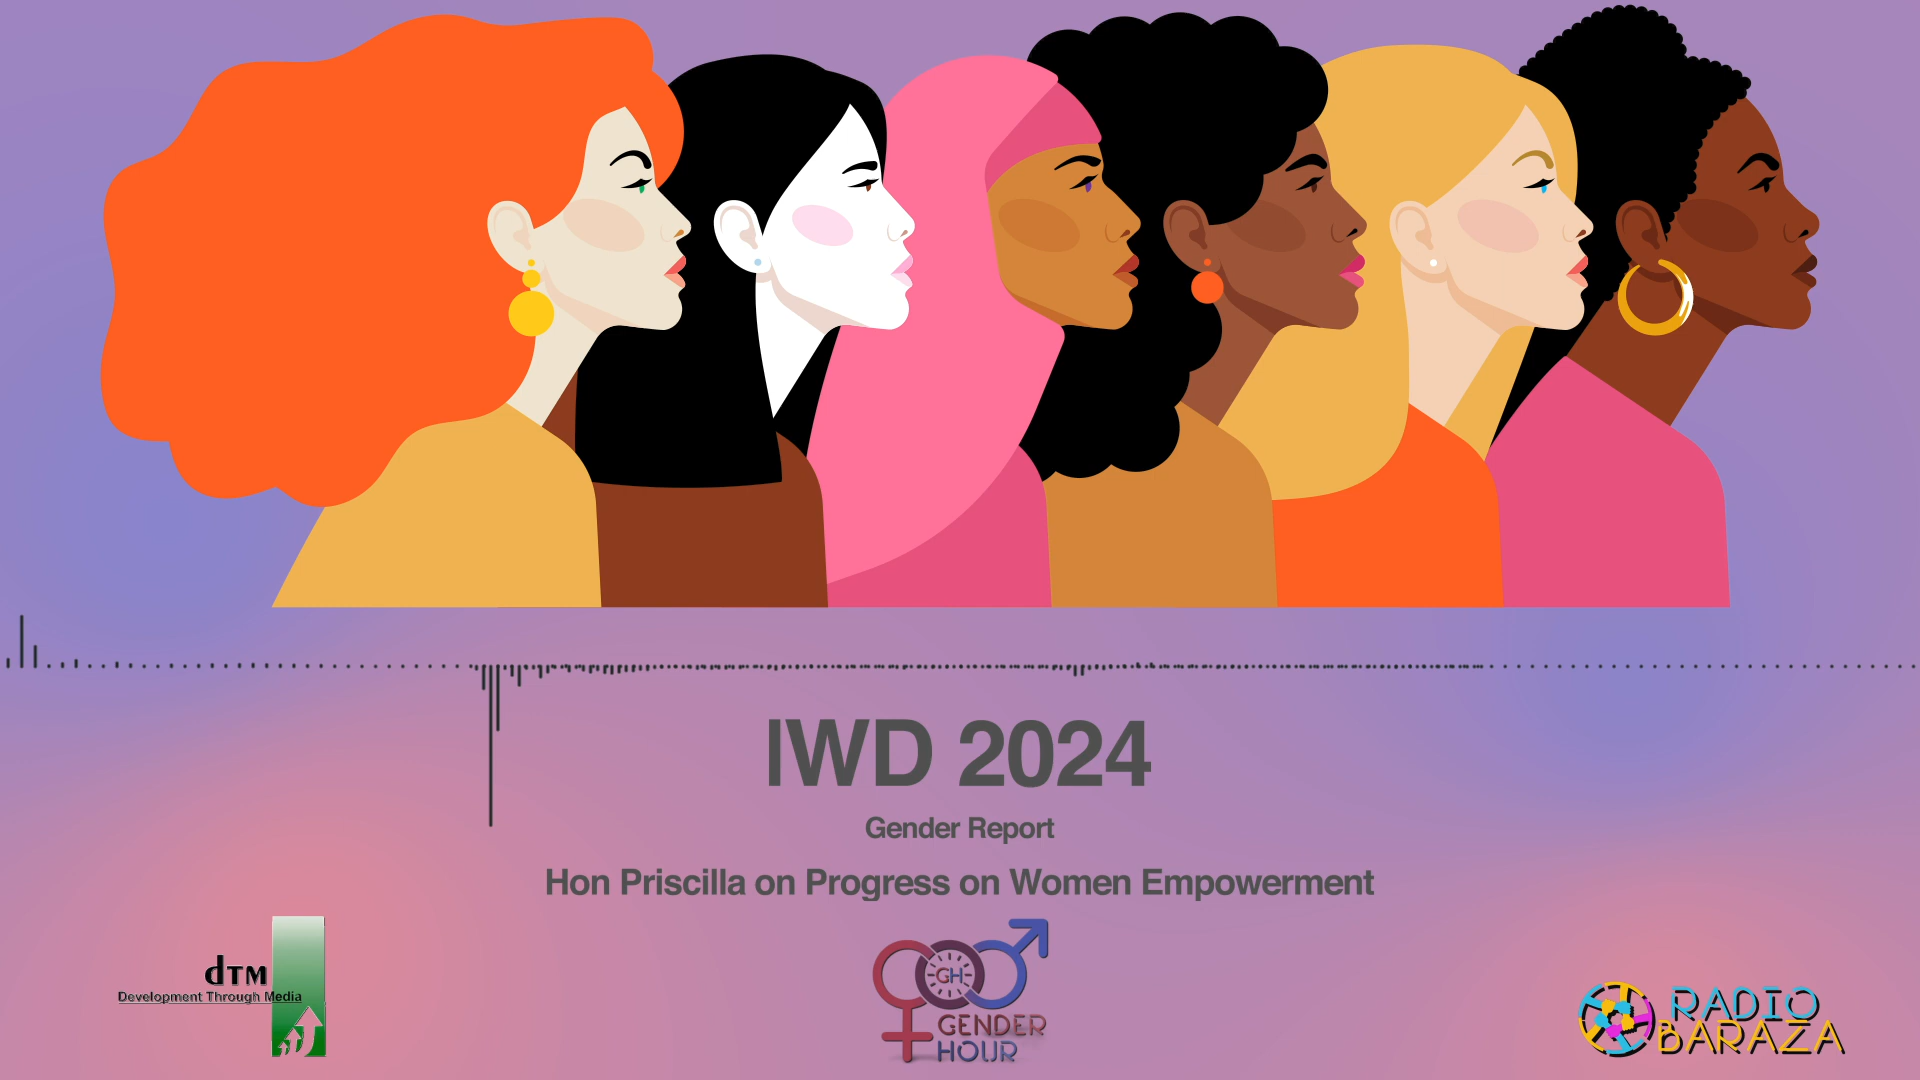 IWD 2024
Gender Report
Hon Priscilla on Progress on Women Empowerment
dTM
Development Through Media
GH
GENDER
HOUR
RADIO
BARAZA